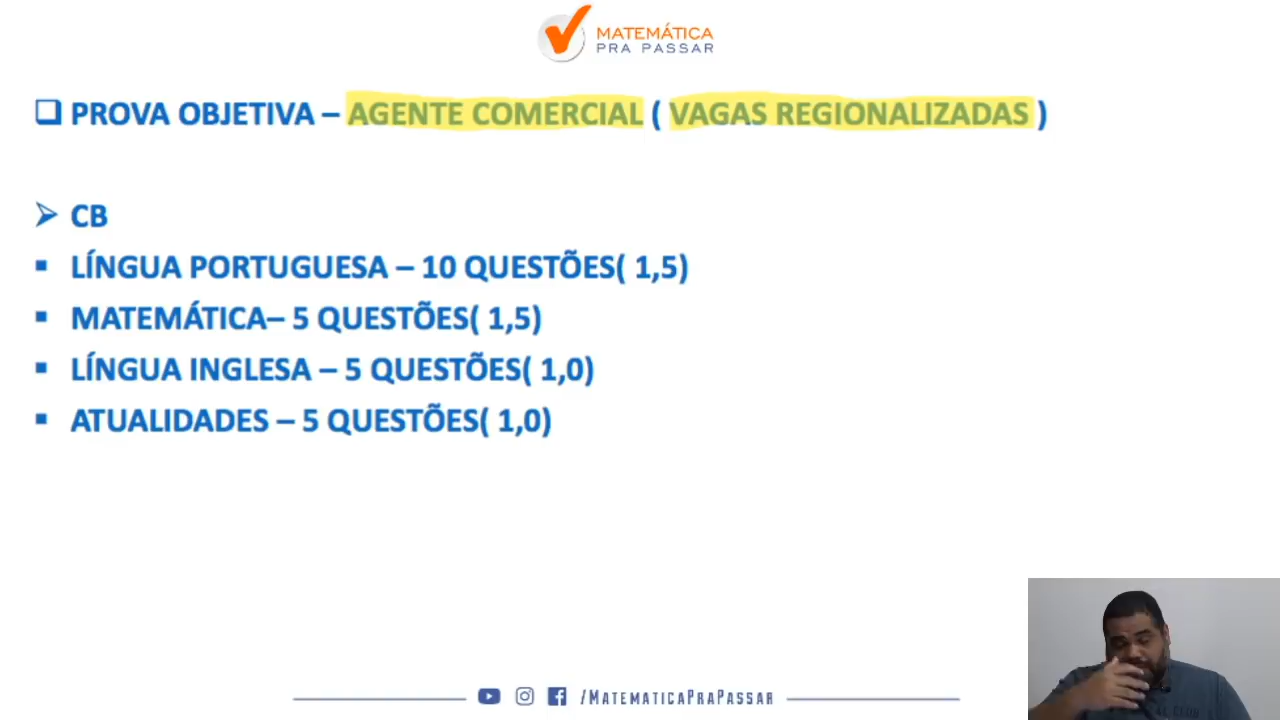 MATEMÁTICA
PRA PASSAR
PROVA OBJETIVA – AGENTE COMERCIAL ( VAGAS REGIONALIZADAS )
CB
LÍNGUA PORTUGUESA – 10 QUESTÕES( 1,5)
MATEMÁTICA– 5 QUESTÕES( 1,5)
LÍNGUA INGLESA – 5 QUESTÕES( 1,0)
ATUALIDADES – 5 QUESTÕES( 1,0)
/MATEMATICAPRAPASSAR